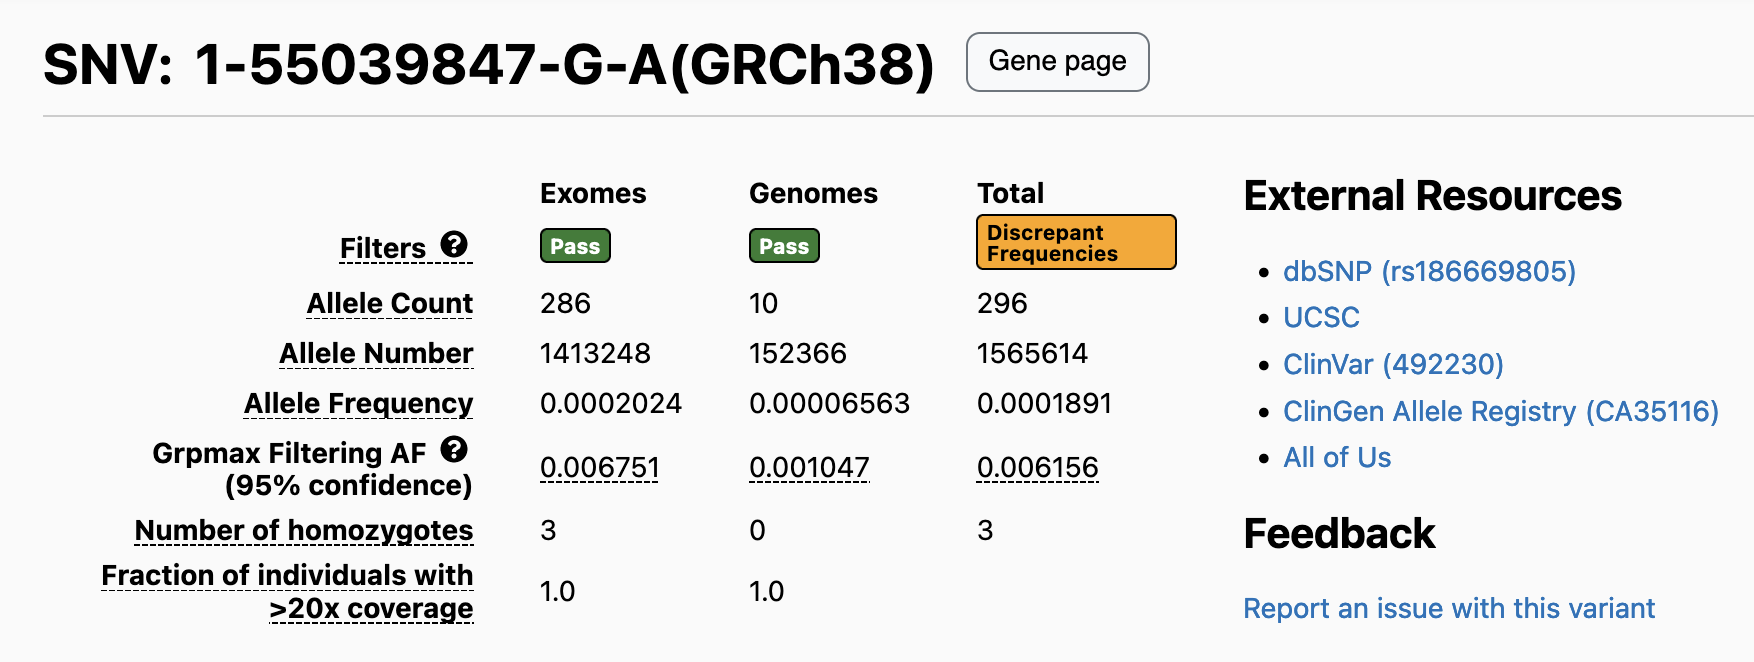 SNV: 1-55039847-G-A(GRCh38) Gene page
Exomes Genomes Total
Filters ? Pass Pass Discrepant
Frequencies
Allele Count 286 10 296
Allele Number 1413248 152366 1565614
Allele Frequency 0.0002024 0.00006563 0.0001891
Grpmax Filtering AF ?
(95% confidence) 0.006751 0.001047 0.006156
Number of homozygotes 3 0 3
Fraction of individuals with
>20x coverage 1.0 1.0
External Resources
• dbSNP (rs186669805)
• UCSC
• ClinVar (492230)
• ClinGen Allele Registry (CA35116)
• All of Us
Feedback
Report an issue with this variant